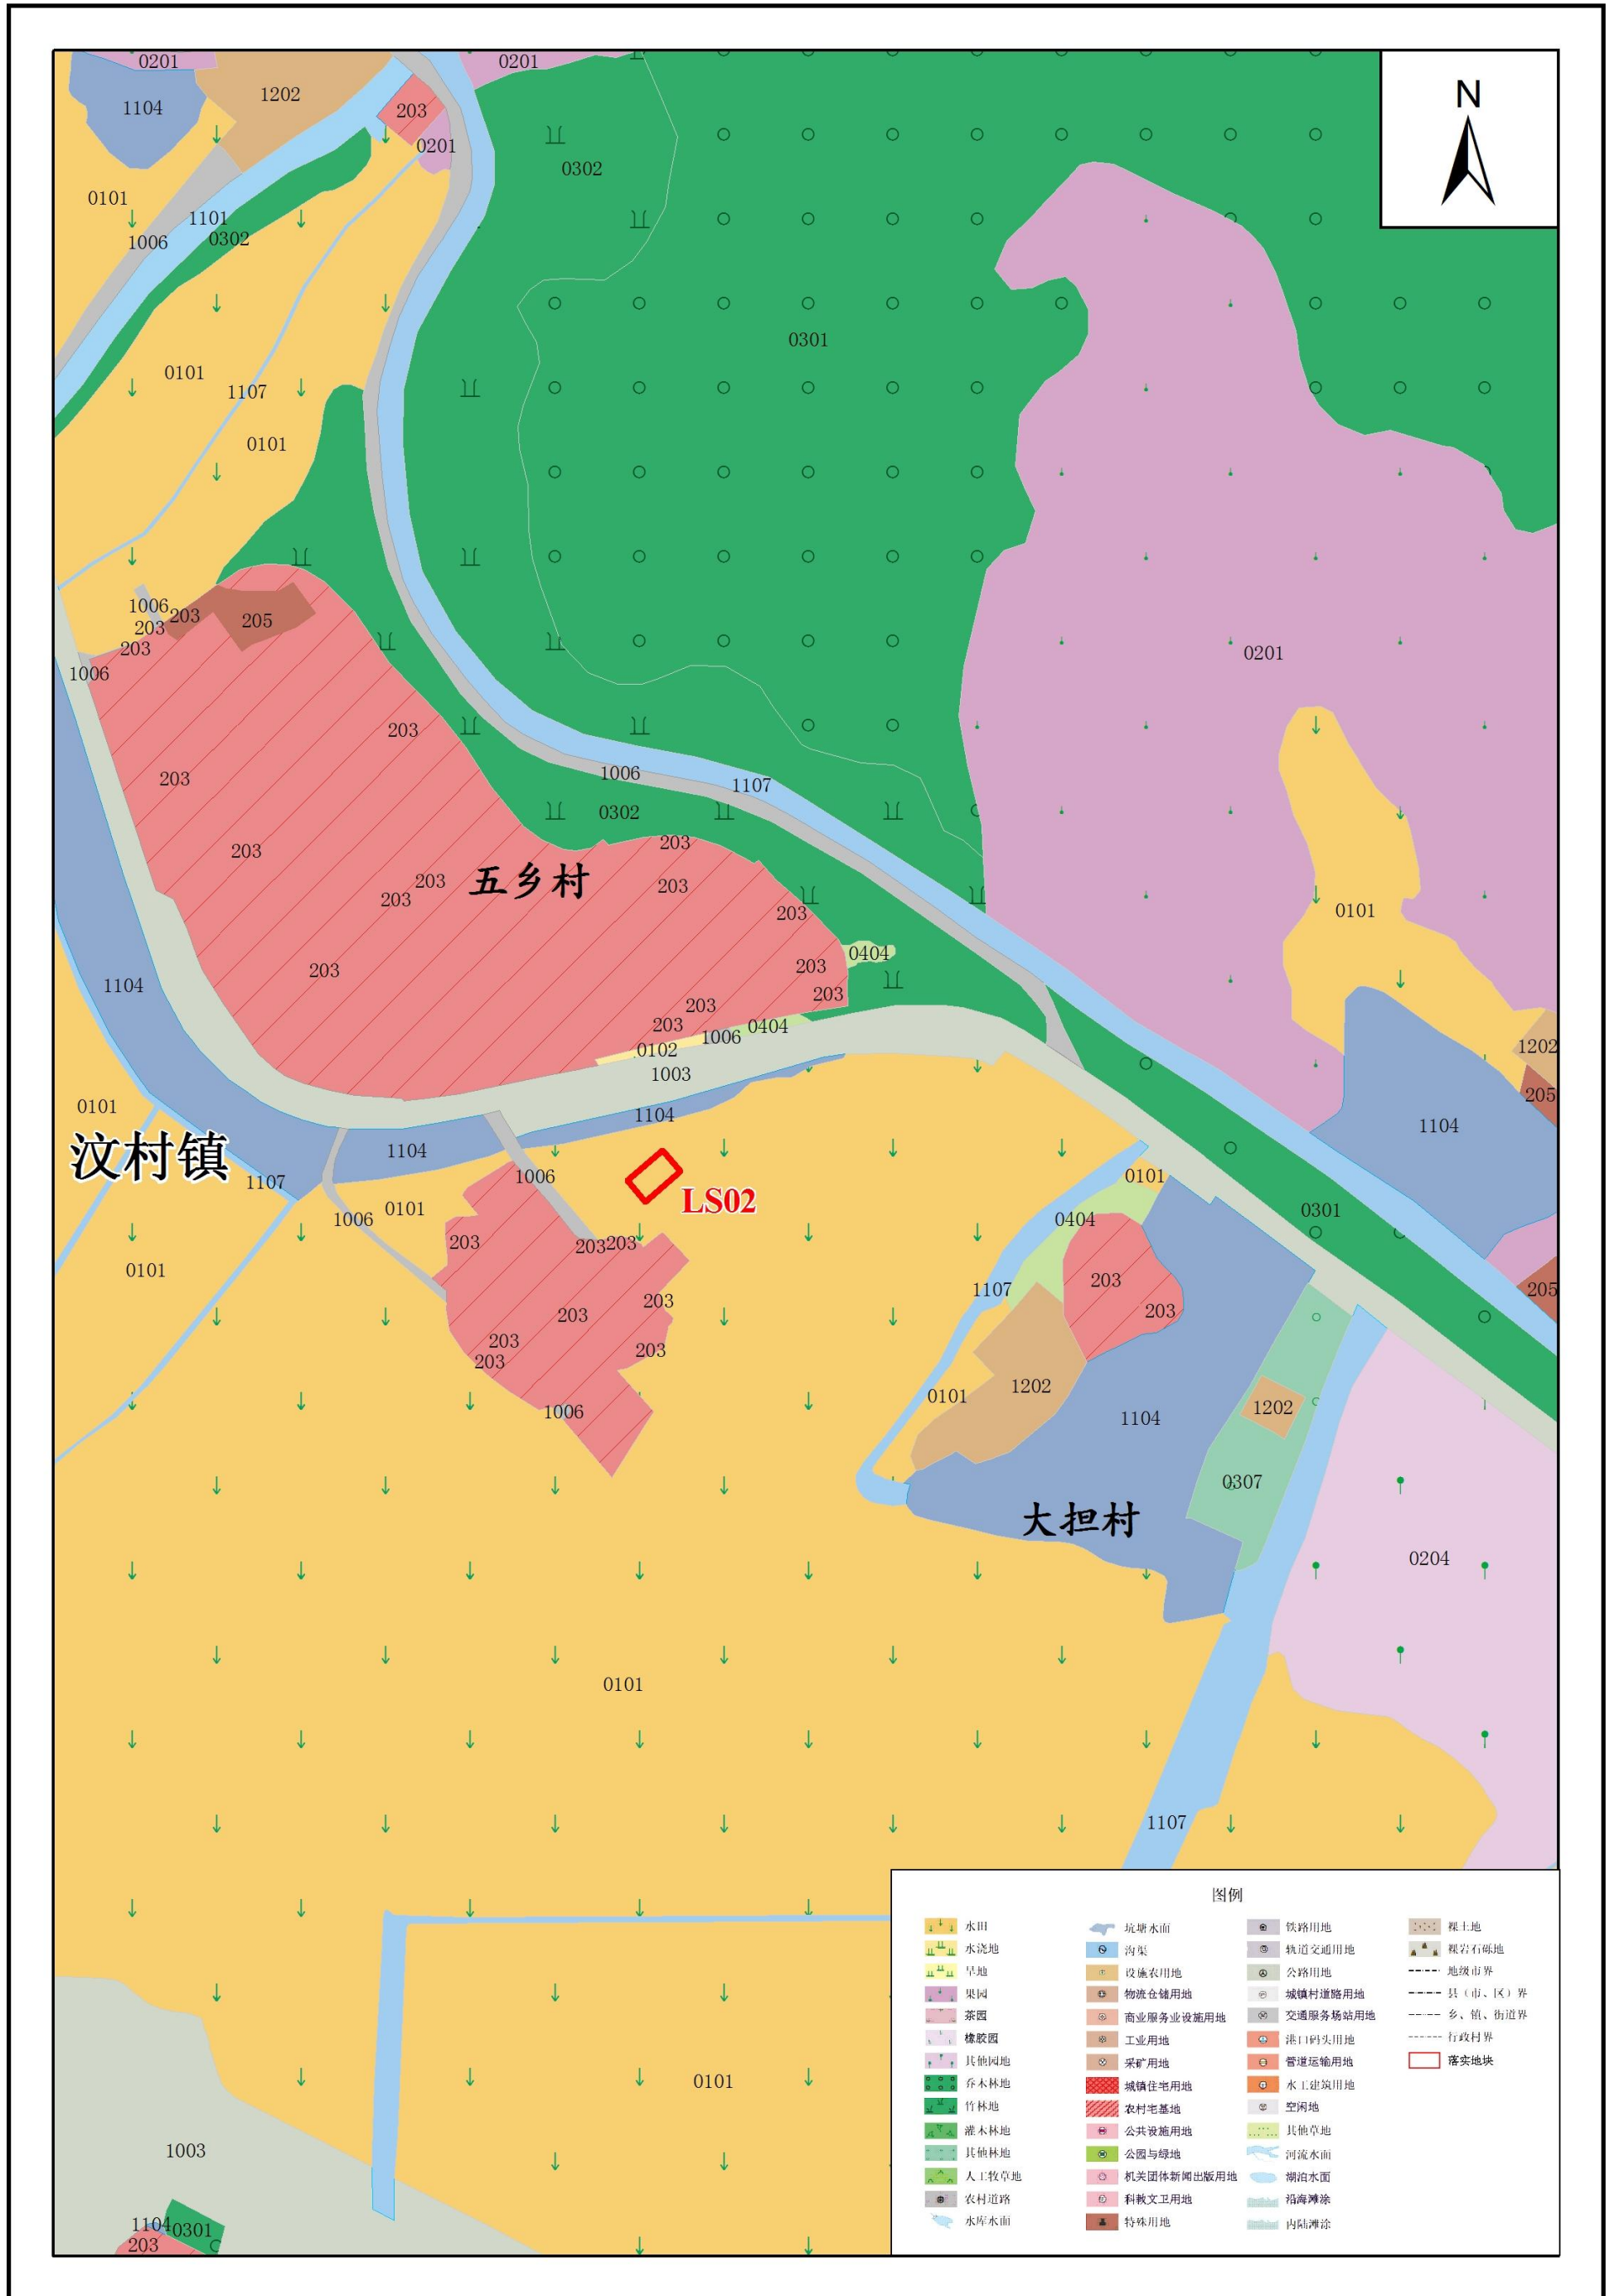 0201
0201
1104
1202
203
N
0201
0302
0101
1101
1006
0302
0301
0101
1107
0101
1006
203
205
203
203
1006
0201
203
203
1006
1107
0302
203
203
五乡村
203
203
203
203
0101
0404
203
203
1104
203
203
203
1006
0404
0102
1003
1202
205
0101
1104
1104
汶村镇
1104
1107
1006
0101
LS02
0101
0404
0301
1006
0101
203
203
203
0101
1107
203
205
203
203
203
203
203
203
1202
0101
1202
1006
1104
0307
大担村
0204
0101
1107
0101
1003
1104
0301
203
图例
水田
水浇地
旱地
果园
茶园
橡胶园
其他园地
乔木林地
竹林地
灌木林地
其他林地
人工牧草地
农村道路
水库水面
坑塘水面
沟渠
设施农用地
物流仓储用地
商业服务业设施用地
工业用地
采矿用地
城镇住宅用地
农村宅基地
公共设施用地
公园与绿地
机关团体新闻出版用地
科教文卫用地
特殊用地
铁路用地
轨道交通用地
公路用地
城镇村道路用地
交通服务场站用地
港口码头用地
管道运输用地
水工建筑用地
空闲地
其他草地
河流水面
湖泊水面
沿海滩涂
内陆滩涂
裸土地
裸岩石砾地
地级市界
县（市、区）界
乡、镇、街道界
行政村界
落实地块